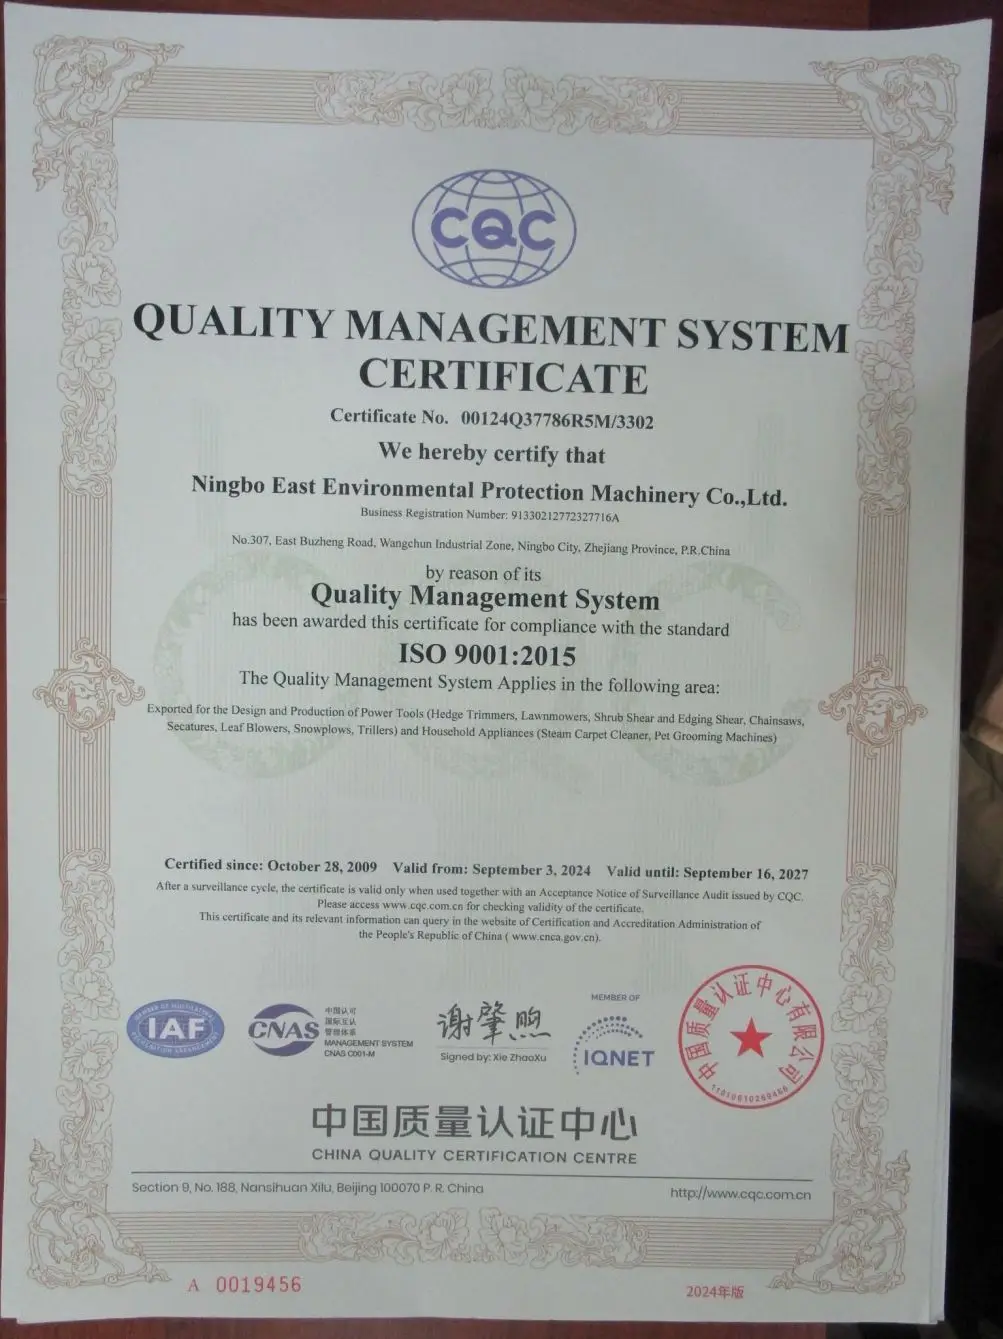 CQC
QUALITY MANAGEMENT SYSTEM
CERTIFICATE
Certificate No. 00124Q37786R5M/3302
We hereby certify that
Ningbo East Environmental Protection Machinery Co.,Ltd.
Business Registration Number: 91330212772327716A
No.307, East Buzheng Road, Wangchun Industrial Zone, Ningbo City, Zhejiang Province, P.R.China
by reason of its
Quality Management System
has been awarded this certificate for compliance with the standard
ISO 9001:2015
The Quality Management System Applies in the following area:
Exported for the Design and Production of Power Tools (Hedge Trimmers, Lawnmowers, Shrub Shear and Edging Shear, Chainsaws,
Secatures, Leaf Blowers, Snowplows, Trillers) and Household Appliances (Steam Carpet Cleaner, Pet Grooming Machines)
Certified since: October 28, 2009 Valid from: September 3, 2024 Valid until: September 16, 2027
After a surveillance cycle, the certificate is valid only when used together with an Acceptance Notice of Surveillance Audit issued by CQC.
Please access www.cqc.com.cn for checking validity of the certificate.
This certificate and its relevant information can query in the website of Certification and Accreditation Administration of
the People's Republic of China ( www.cnca.gov.cn).
MEMBER OF MULTILATERAL
IAF
RECOGNITION ARRANGEMENT
CNAS
中国认可
国际互认
管理体系
MANAGEMENT SYSTEM
CNAS C001-M
谢肇煦
Signed by: Xie ZhaoXu
MEMBER OF
IQNET
中国质量认证中心有限公司
中国质量认证中心
CHINA QUALITY CERTIFICATION CENTRE
Section 9, No. 188, Nansihuan Xilu, Beijing 100070 P. R. China
http://www.cqc.com.cn
A 0019456
2024年版